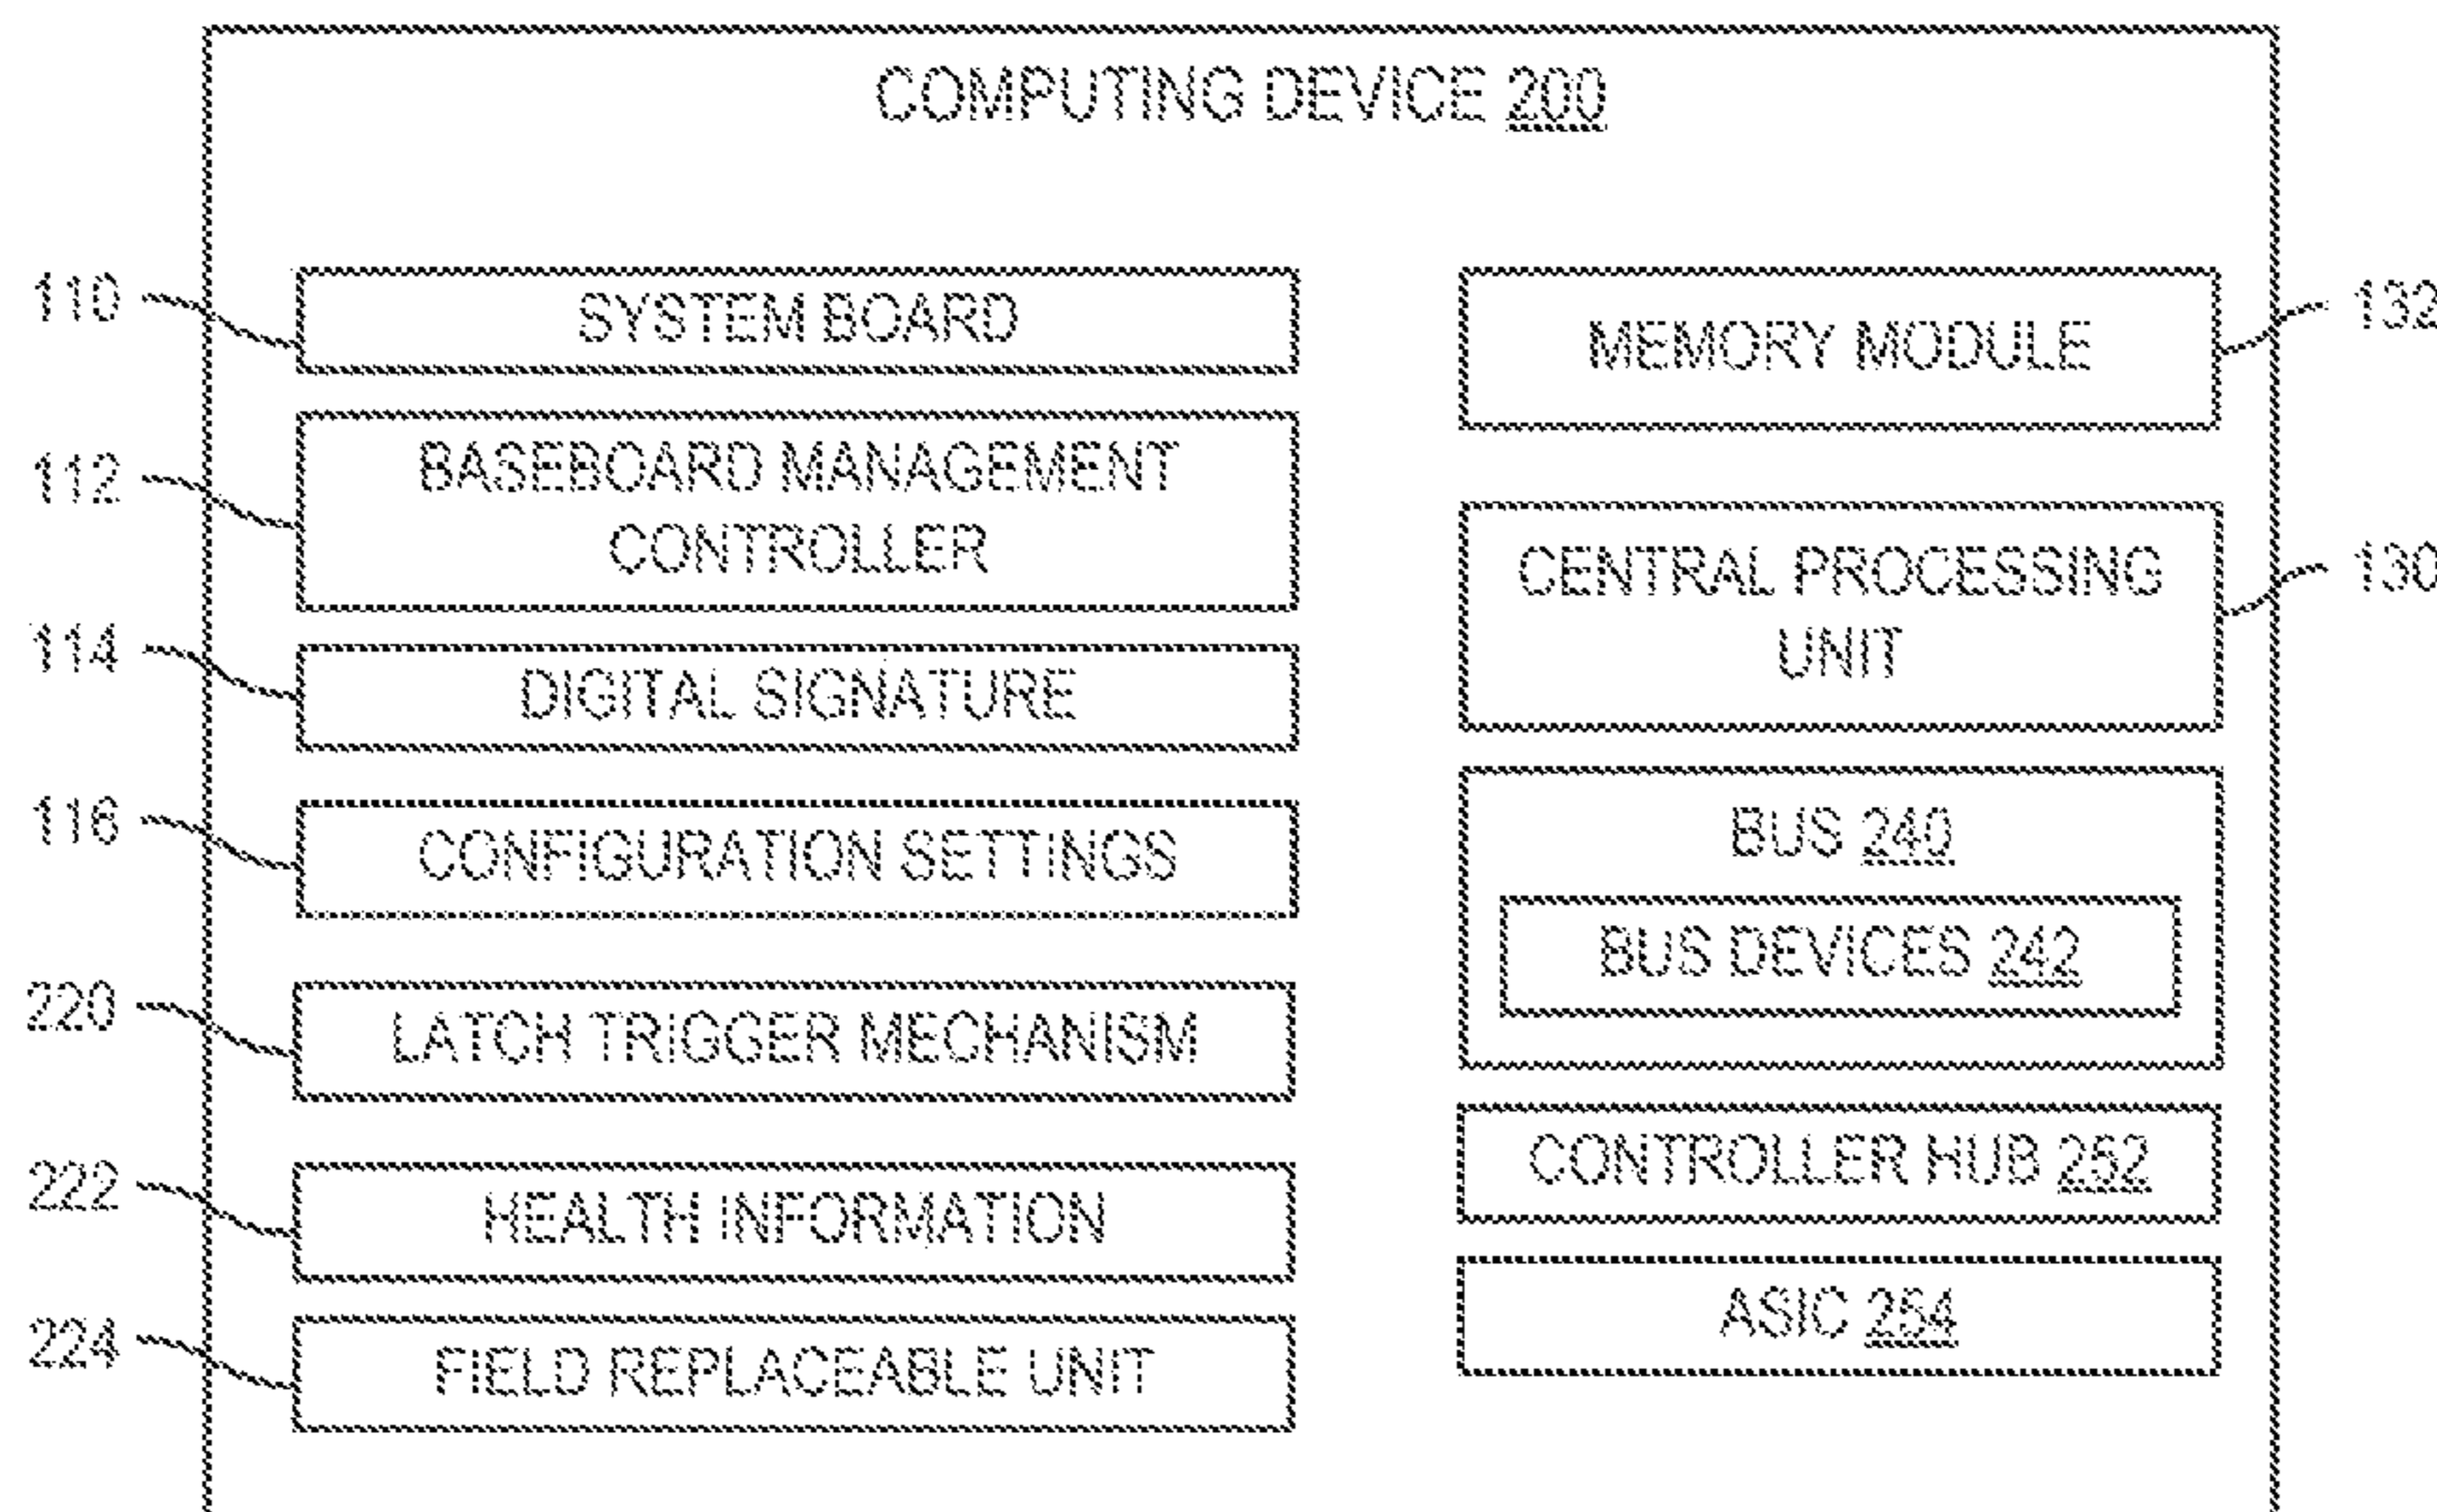 COMPUTING DEVICE 200
110
SYSTEM BOARD
112
BASEBOARD MANAGEMENT
CONTROLLER
114
DIGITAL SIGNATURE
116
CONFIGURATION SETTINGS
220
LATCH TRIGGER MECHANISM
222
HEALTH INFORMATION
224
FIELD REPLACEABLE UNIT
MEMORY MODULE
132
CENTRAL PROCESSING
UNIT
130
BUS 240
BUS DEVICES 242
CONTROLLER HUB 252
ASIC 254